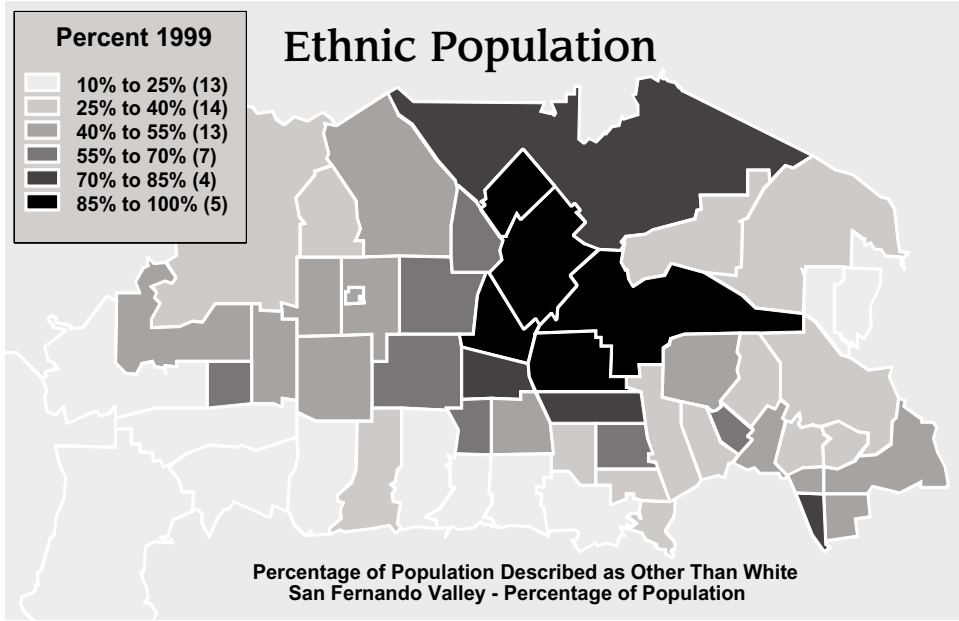 Ethnic Population
Percent 1999
10% to 25% (13)
25% to 40% (14)
40% to 55% (13)
55% to 70% (7)
70% to 85% (4)
85% to 100% (5)
Percentage of Population Described as Other Than White
San Fernando Valley - Percentage of Population